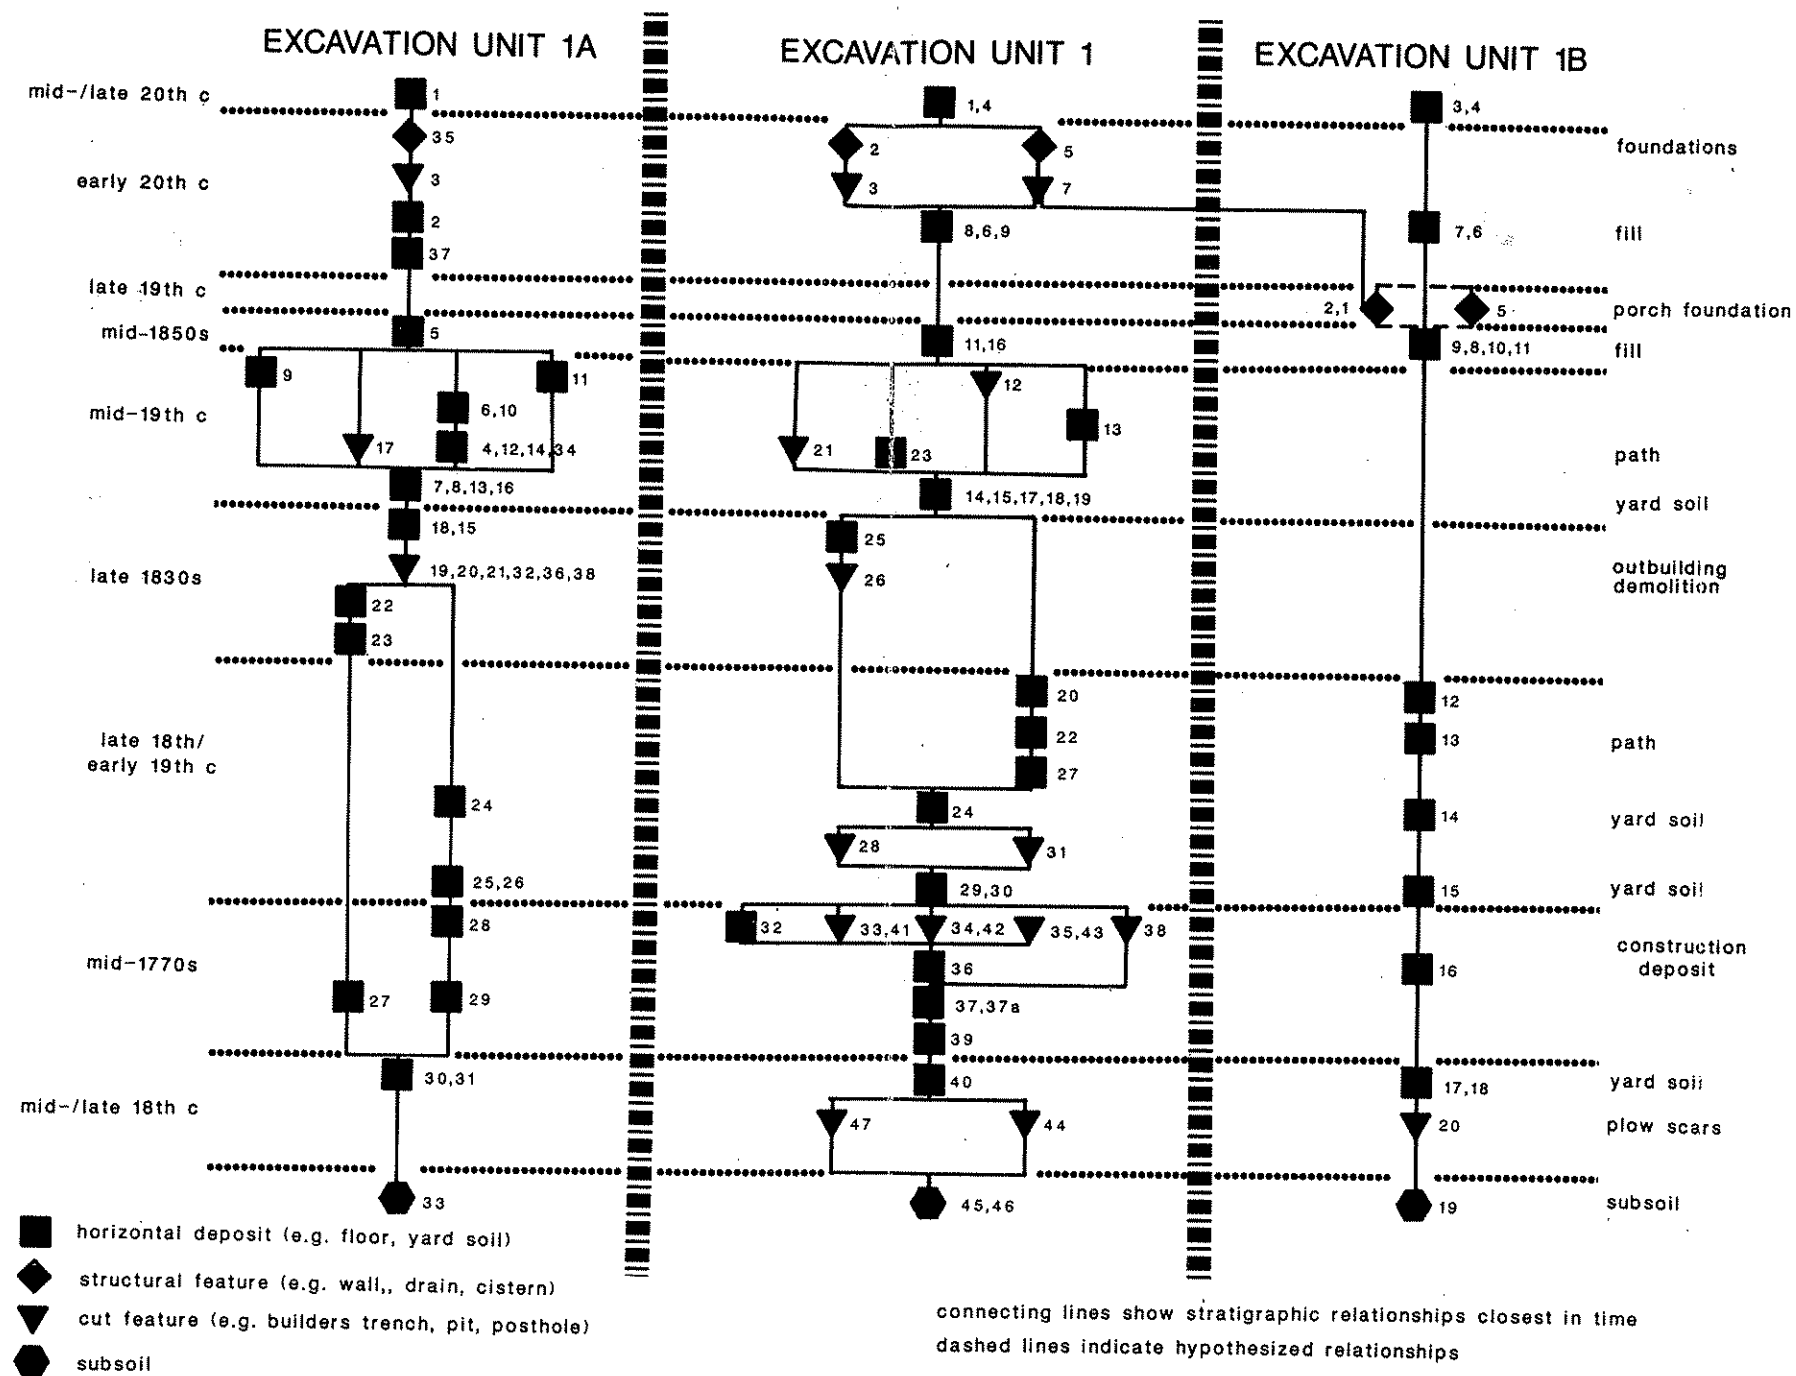 EXCAVATION UNIT 1A
EXCAVATION UNIT 1
EXCAVATION UNIT 1B
mid-/late 20th c
1
1,4
3,4
35
2
5
foundations
early 20th c
3
3
7
2
8,6,9
7,6
fill
37
late 19th c
2,1
5
porch foundation
mid-1850s
5
11,16
9,8,10,11
fill
9
11
12
mid-19th c
6,10
13
17
4,12,14,34
21
23
path
7,8,13,16
14,15,17,18,19
yard soil
18,15
25
late 1830s
19,20,21,32,36,38
26
outbuilding
demolition
22
23
20
12
late 18th/
early 19th c
22
13
path
27
24
24
14
yard soil
28
31
25,26
29,30
15
yard soil
28
32
33,41
34,42
35,43
38
construction
deposit
mid-1770s
36
16
27
29
37,37a
39
30,31
40
17,18
yard soil
mid-/late 18th c
47
44
20
plow scars
33
45,46
19
subsoil
horizontal deposit (e.g. floor, yard soil)
structural feature (e.g. wall,, drain, cistern)
cut feature (e.g. builders trench, pit, posthole)
subsoil
connecting lines show stratigraphic relationships closest in time
dashed lines indicate hypothesized relationships